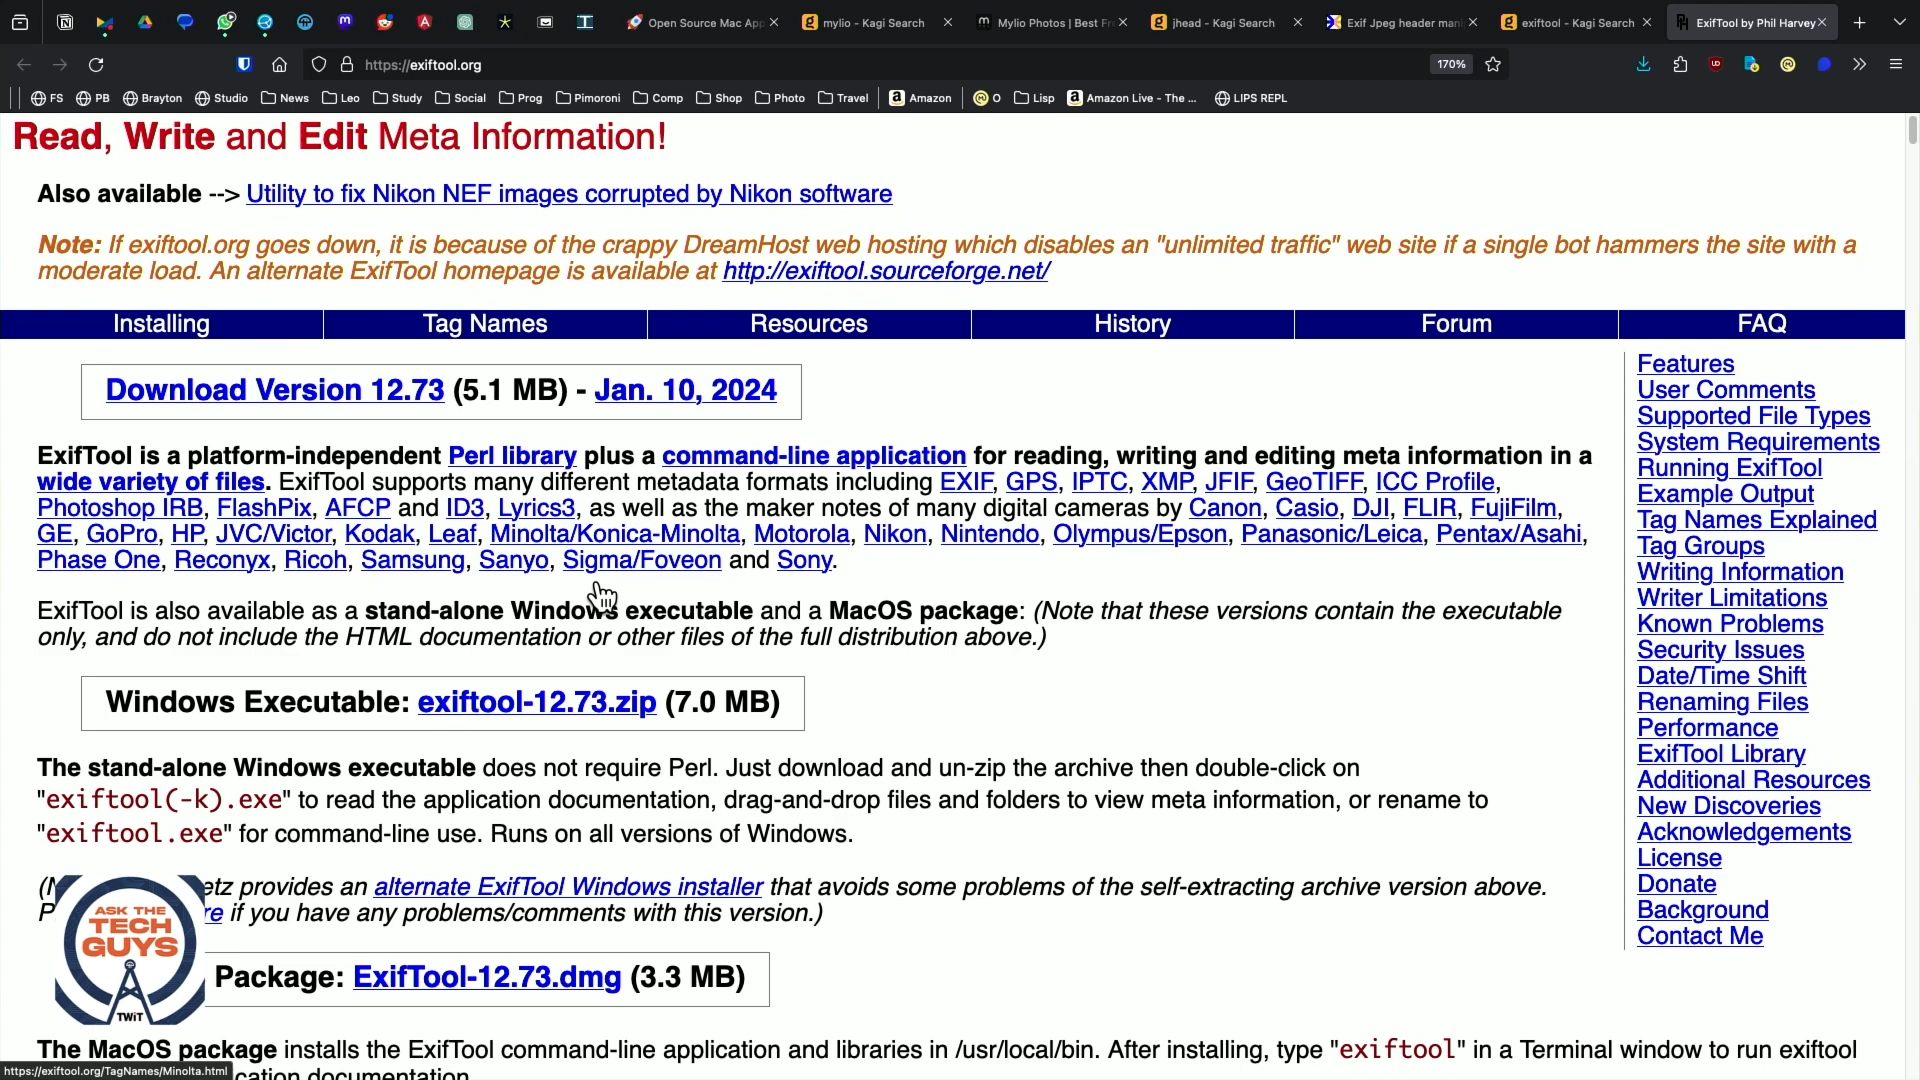 Open Source Mac App
mylio - Kagi Search
Mylio Photos | Best Fr
jhead - Kagi Search
Exif Jpeg header mani
exiftool - Kagi Search
ExifTool by Phil Harvey
https://exiftool.org
170%
FS PB Brayton Studio News Leo Study Social Prog Pimoroni Comp Shop Photo Travel Amazon O Lisp Amazon Live - The ... LIPS REPL
Read, Write and Edit Meta Information!
Also available --> Utility to fix Nikon NEF images corrupted by Nikon software
Note: If exiftool.org goes down, it is because of the crappy DreamHost web hosting which disables an "unlimited traffic" web site if a single bot hammers the site with a
moderate load. An alternate ExifTool homepage is available at http://exiftool.sourceforge.net/
Installing Tag Names Resources History Forum FAQ
Download Version 12.73 (5.1 MB) - Jan. 10, 2024
ExifTool is a platform-independent Perl library plus a command-line application for reading, writing and editing meta information in a
wide variety of files. ExifTool supports many different metadata formats including EXIF, GPS, IPTC, XMP, JFIF, GeoTIFF, ICC Profile,
Photoshop IRB, FlashPix, AFCP and ID3, Lyrics3, as well as the maker notes of many digital cameras by Canon, Casio, DJI, FLIR, FujiFilm,
GE, GoPro, HP, JVC/Victor, Kodak, Leaf, Minolta/Konica-Minolta, Motorola, Nikon, Nintendo, Olympus/Epson, Panasonic/Leica, Pentax/Asahi,
Phase One, Reconyx, Ricoh, Samsung, Sanyo, Sigma/Foveon and Sony.
ExifTool is also available as a stand-alone Windows executable and a MacOS package: (Note that these versions contain the executable
only, and do not include the HTML documentation or other files of the full distribution above.)
Windows Executable: exiftool-12.73.zip (7.0 MB)
The stand-alone Windows executable does not require Perl. Just download and un-zip the archive then double-click on
"exiftool(-k).exe" to read the application documentation, drag-and-drop files and folders to view meta information, or rename to
"exiftool.exe" for command-line use. Runs on all versions of Windows.
etz provides an alternate ExifTool Windows installer that avoids some problems of the self-extracting archive version above.
re if you have any problems/comments with this version.)
Package: ExifTool-12.73.dmg (3.3 MB)
The MacOS package installs the ExifTool command-line application and libraries in /usr/local/bin. After installing, type "exiftool" in a Terminal window to run exiftool
cation documentation
Features
User Comments
Supported File Types
System Requirements
Running ExifTool
Example Output
Tag Names Explained
Tag Groups
Writing Information
Writer Limitations
Known Problems
Security Issues
Date/Time Shift
Renaming Files
Performance
ExifTool Library
Additional Resources
New Discoveries
Acknowledgements
License
Donate
Background
Contact Me
ASK THE
TECH
GUYS
TWiT
https://exiftool.org/TagNames/Minolta.html